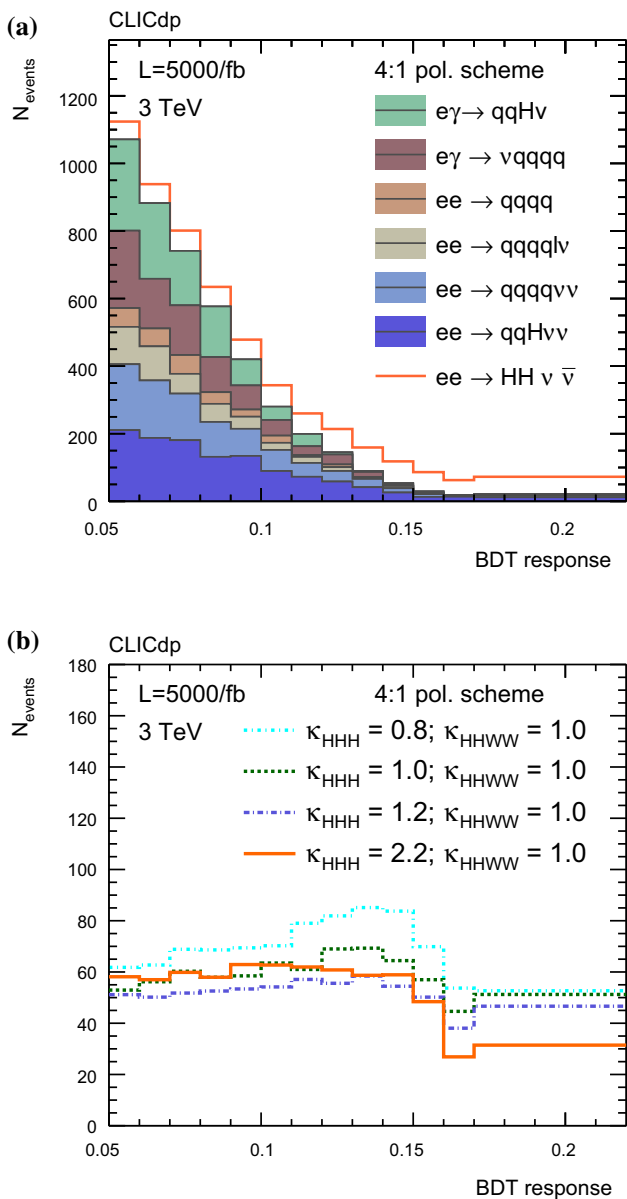 (a)
CLICdp
N_events
L=5000/fb
4:1 pol. scheme
3 TeV
eγ→ qqHν
eγ → νqqqq
ee → qqqq
ee → qqqqlν
ee → qqqqνν
ee → qqHνν
ee → HH ν ν̅
1200
1000
800
600
400
200
0
0.05
0.1
0.15
0.2
BDT response
(b)
CLICdp
N_events
L=5000/fb
4:1 pol. scheme
3 TeV
κ_HHH = 0.8; κ_HHWW = 1.0
κ_HHH = 1.0; κ_HHWW = 1.0
κ_HHH = 1.2; κ_HHWW = 1.0
κ_HHH = 2.2; κ_HHWW = 1.0
180
160
140
120
100
80
60
40
20
0
0.05
0.1
0.15
0.2
BDT response